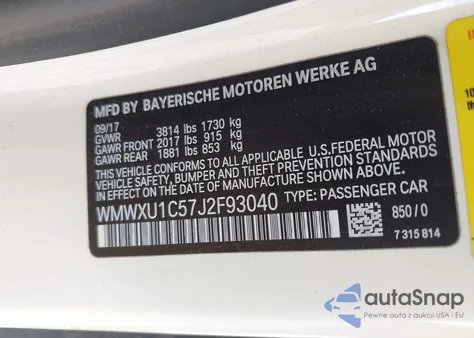 MFD BY BAYERISCHE MOTOREN WERKE AG
09/17
GVWR 3814 lbs 1730 kg
GAWR FRONT 2017 lbs 915 kg
GAWR REAR 1881 lbs 853 kg
THIS VEHICLE CONFORMS TO ALL APPLICABLE U.S.FEDERAL MOTOR
VEHICLE SAFETY, BUMPER, AND THEFT PREVENTION STANDARDS
IN EFFECT ON THE DATE OF MANUFACTURE SHOWN ABOVE.
WMWXU1C57J2F93040 TYPE: PASSENGER CAR
850/0
7 315 814
autoSnap
Pewne zakupy aut z USA i EU